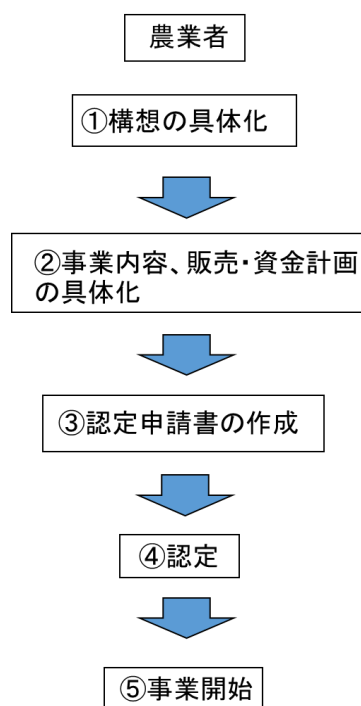 農業者
①構想の具体化
②事業内容、販売・資金計画
の具体化
③認定申請書の作成
④認定
⑤事業開始